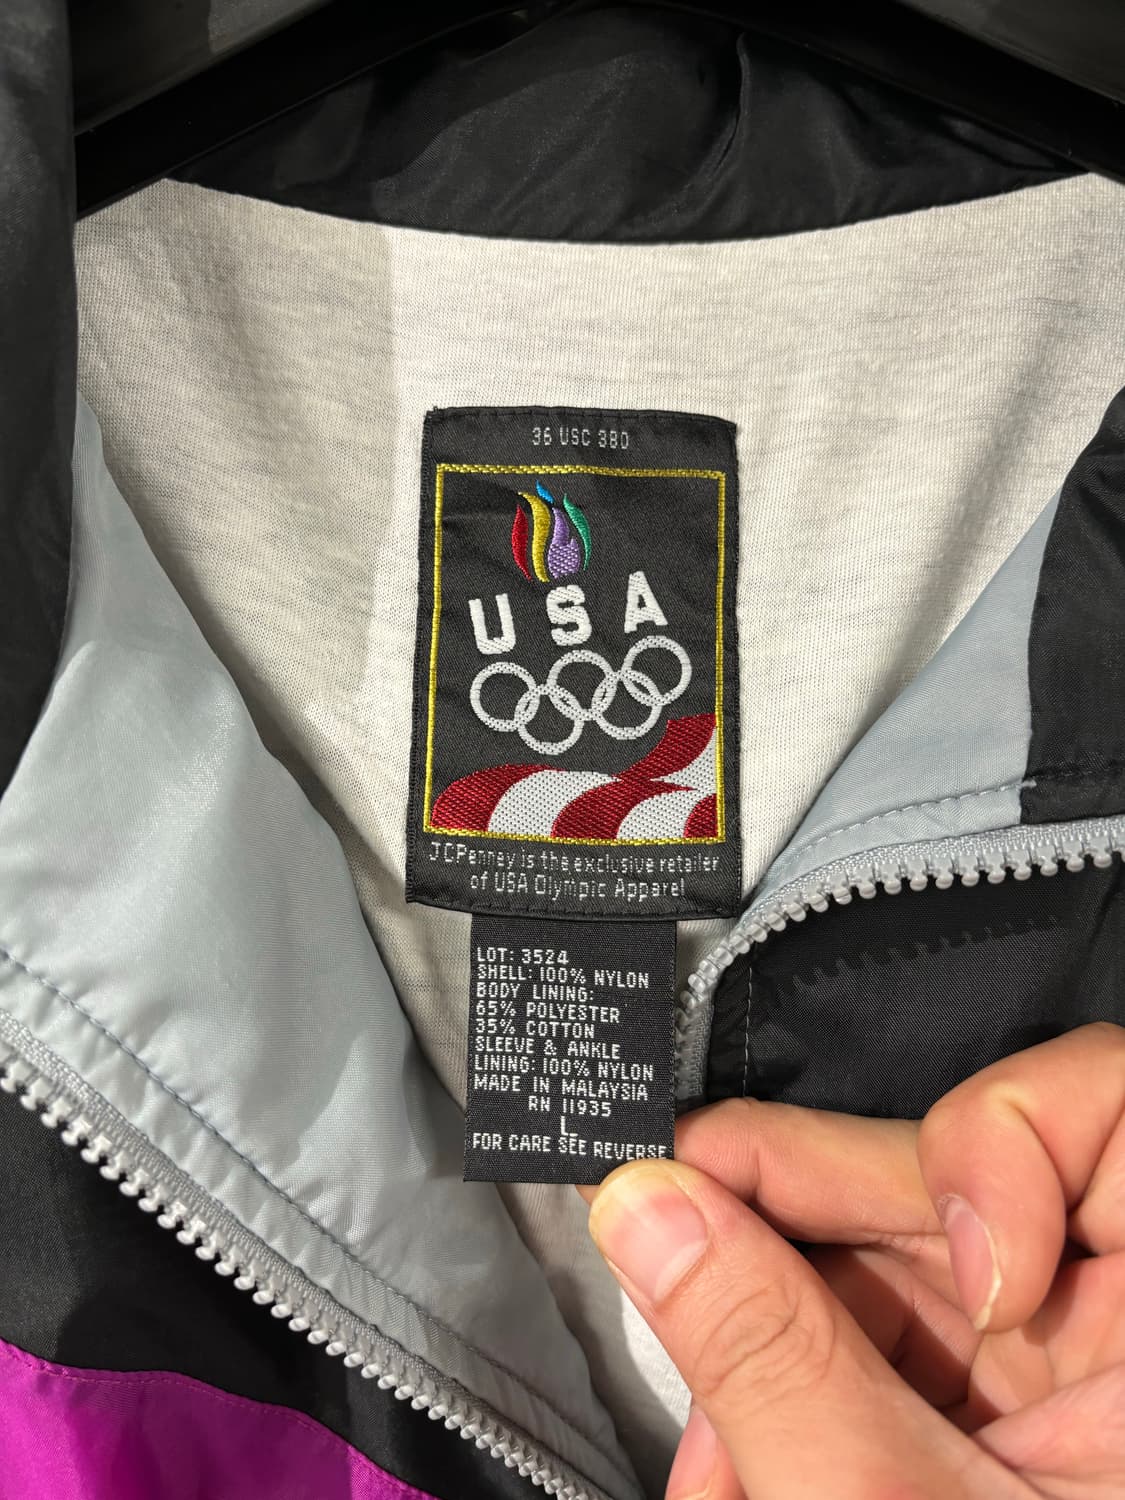 36 USC 380
USA
JCPenney is the exclusive retailer
of USA Olympic Apparel
LOT: 3524
SHELL: 100% NYLON
BODY LINING:
65% POLYESTER
35% COTTON
SLEEVE & ANKLE
LINING: 100% NYLON
MADE IN MALAYSIA
RN 11935
L
FOR CARE SEE REVERSE